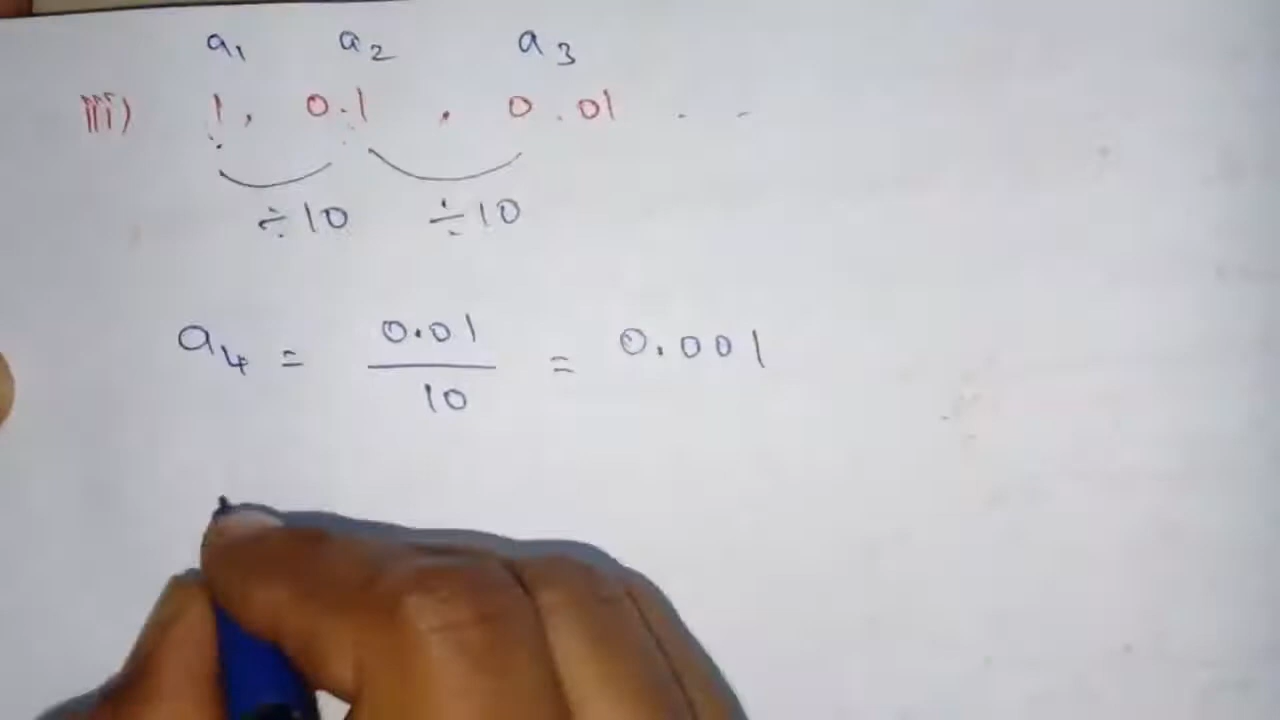 a₁ a₂ a₃
iii) 1, 0.1 , 0.01 . .
÷10 ÷10
a₄ = 0.01/10 = 0.001